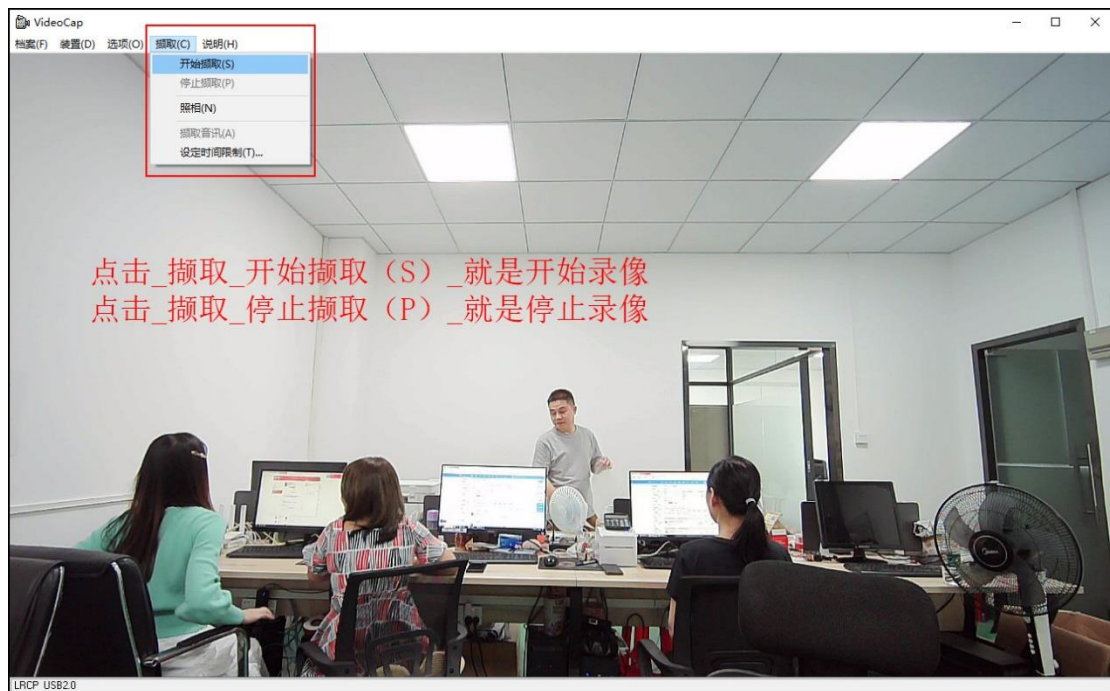 VideoCap
档案(F) 装置(D) 选项(O) 撷取(C) 说明(H)
开始撷取(S)
停止撷取(P)
照相(N)
撷取音讯(A)
设定时间限制(T)...
点击_撷取_开始撷取（S）_就是开始录像
点击_撷取_停止撷取（P）_就是停止录像
LRCP USB2.0